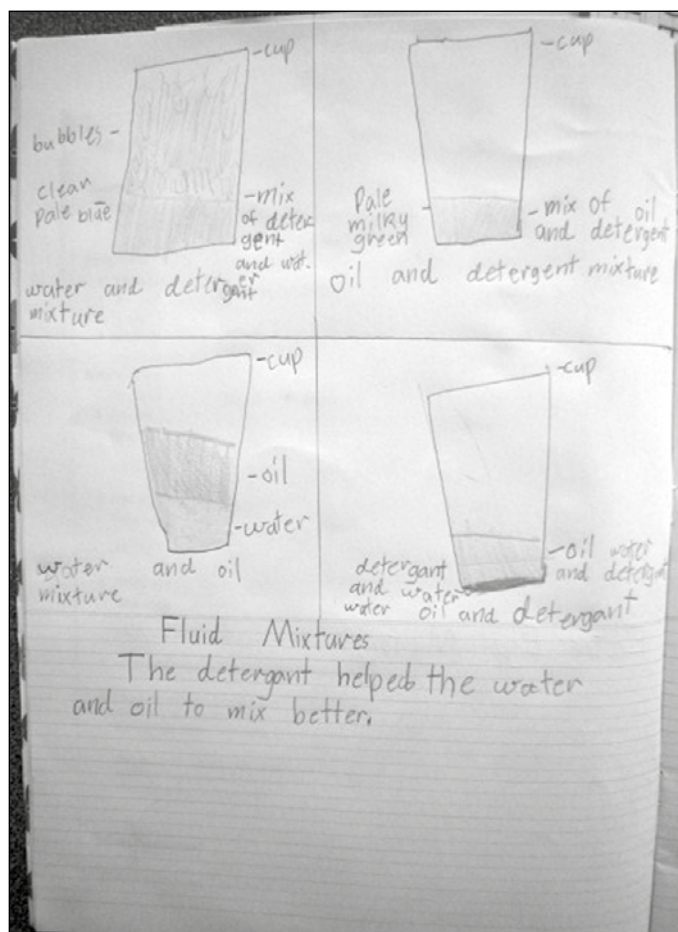 -cup
bubbles -
clean
pale blue
-mix
of deter
gent
and wat.
er
water and detergant
mixture
-cup
Pale
milky
green
-mix of oil
and detergent
oil and detergent mixture
-cup
-oil
-water
water and oil
mixture
-cup
-oil water
and detergant
detergant
and water
water oil and detergant
Fluid Mixtures
The detergant helped the water
and oil to mix better.